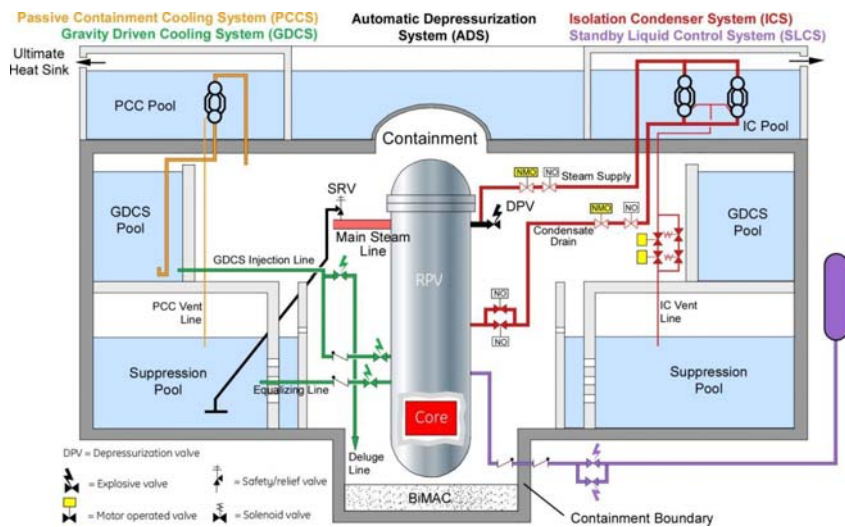 Passive Containment Cooling System (PCCS)
Gravity Driven Cooling System (GDCS)
Automatic Depressurization
System (ADS)
Isolation Condenser System (ICS)
Standby Liquid Control System (SLCS)
Ultimate
Heat Sink
PCC Pool
IC Pool
Containment
NMO
NO
Steam Supply
SRV
DPV
GDCS
Pool
Main Steam
Line
NMO
NO
Condensate
Drain
GDCS
Pool
GDCS Injection Line
RPV
NO
NO
PCC Vent
Line
IC Vent
Line
Suppression
Pool
Suppression
Pool
Equalizing Line
Core
DPV = Depressurization valve
Deluge
Line
= Explosive valve
= Safety/relief valve
BiMAC
= Motor operated valve
= Solenoid valve
Containment Boundary